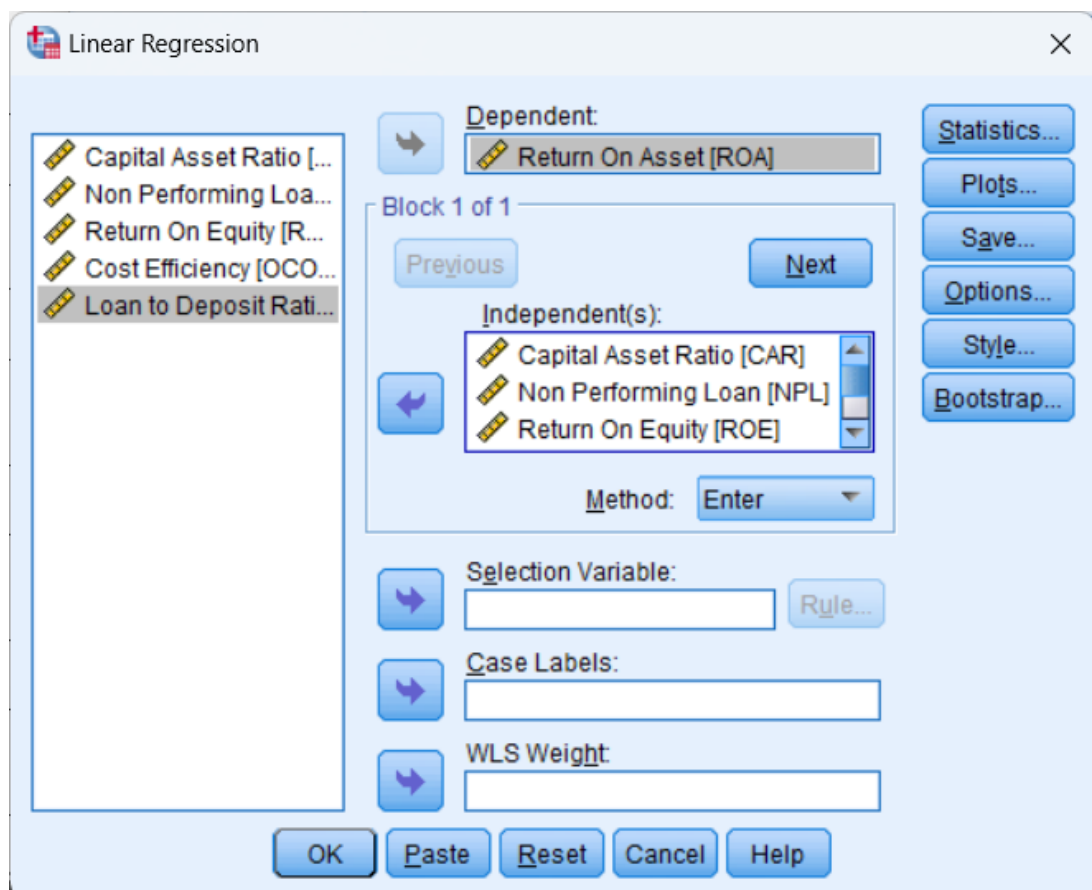 Linear Regression
Capital Asset Ratio [...
Non Performing Loa...
Return On Equity [R...
Cost Efficiency [OCO...
Loan to Deposit Rati...
Dependent:
Return On Asset [ROA]
Block 1 of 1
Previous
Next
Independent(s):
Capital Asset Ratio [CAR]
Non Performing Loan [NPL]
Return On Equity [ROE]
Method:
Enter
Selection Variable:
Rule...
Case Labels:
WLS Weight:
Statistics...
Plots...
Save...
Options...
Style...
Bootstrap...
OK
Paste
Reset
Cancel
Help